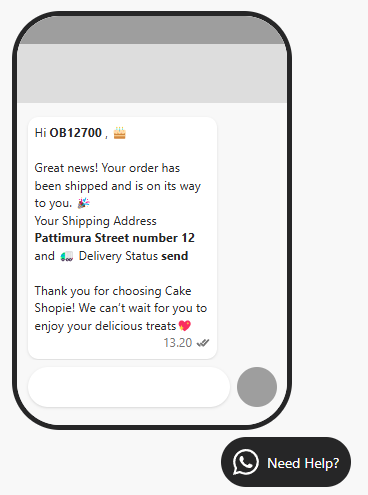 Hi OB12700 , 🎂
Great news! Your order has
been shipped and is on its way
to you. 🎉
Your Shipping Address
Pattimura Street number 12
and 🚛 Delivery Status send
Thank you for choosing Cake
Shopie! We can't wait for you to
enjoy your delicious treats💖
13.20
Need Help?